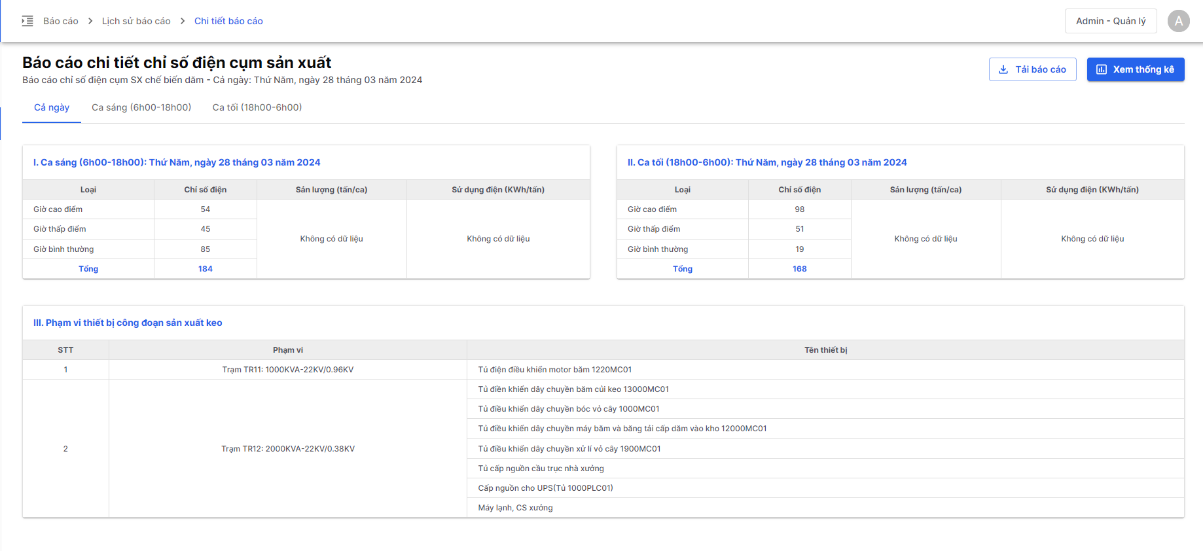 Báo cáo > Lịch sử báo cáo > Chi tiết báo cáo
Admin - Quản lý
A
Báo cáo chi tiết chỉ số điện cụm sản xuất
Báo cáo chỉ số điện cụm SX chế biến dăm - Cả ngày: Thứ Năm, ngày 28 tháng 03 năm 2024
Tải báo cáo
Xem thống kê
Cả ngày
Ca sáng (6h00-18h00)
Ca tối (18h00-6h00)
I. Ca sáng (6h00-18h00): Thứ Năm, ngày 28 tháng 03 năm 2024
Loại Chỉ số điện Sản lượng (tấn/ca) Sử dụng điện (KWh/tấn)
Giờ cao điểm 54
Giờ thấp điểm 45
Không có dữ liệu Không có dữ liệu
Giờ bình thường 85
Tổng 184
II. Ca tối (18h00-6h00): Thứ Năm, ngày 28 tháng 03 năm 2024
Loại Chỉ số điện Sản lượng (tấn/ca) Sử dụng điện (KWh/tấn)
Giờ cao điểm 98
Giờ thấp điểm 51
Không có dữ liệu Không có dữ liệu
Giờ bình thường 19
Tổng 168
III. Phạm vi thiết bị công đoạn sản xuất keo
STT Phạm vi Tên thiết bị
1 Trạm TR11: 1000KVA-22KV/0.96KV Tủ điện điều khiển motor băm 1220MC01
Tủ điền khiển dây chuyền băm củi keo 13000MC01
Tủ điều khiển dây chuyền bóc vỏ cây 1000MC01
Tủ điều khiển dây chuyền máy băm và băng tải cấp dăm vào kho 12000MC01
2 Trạm TR12: 2000KVA-22KV/0.38KV Tủ điều khiển dây chuyền xử lí vỏ cây 1900MC01
Tủ cấp nguồn cầu trục nhà xưởng
Cấp nguồn cho UPS(Tủ 1000PLC01)
Máy lạnh, CS xưởng